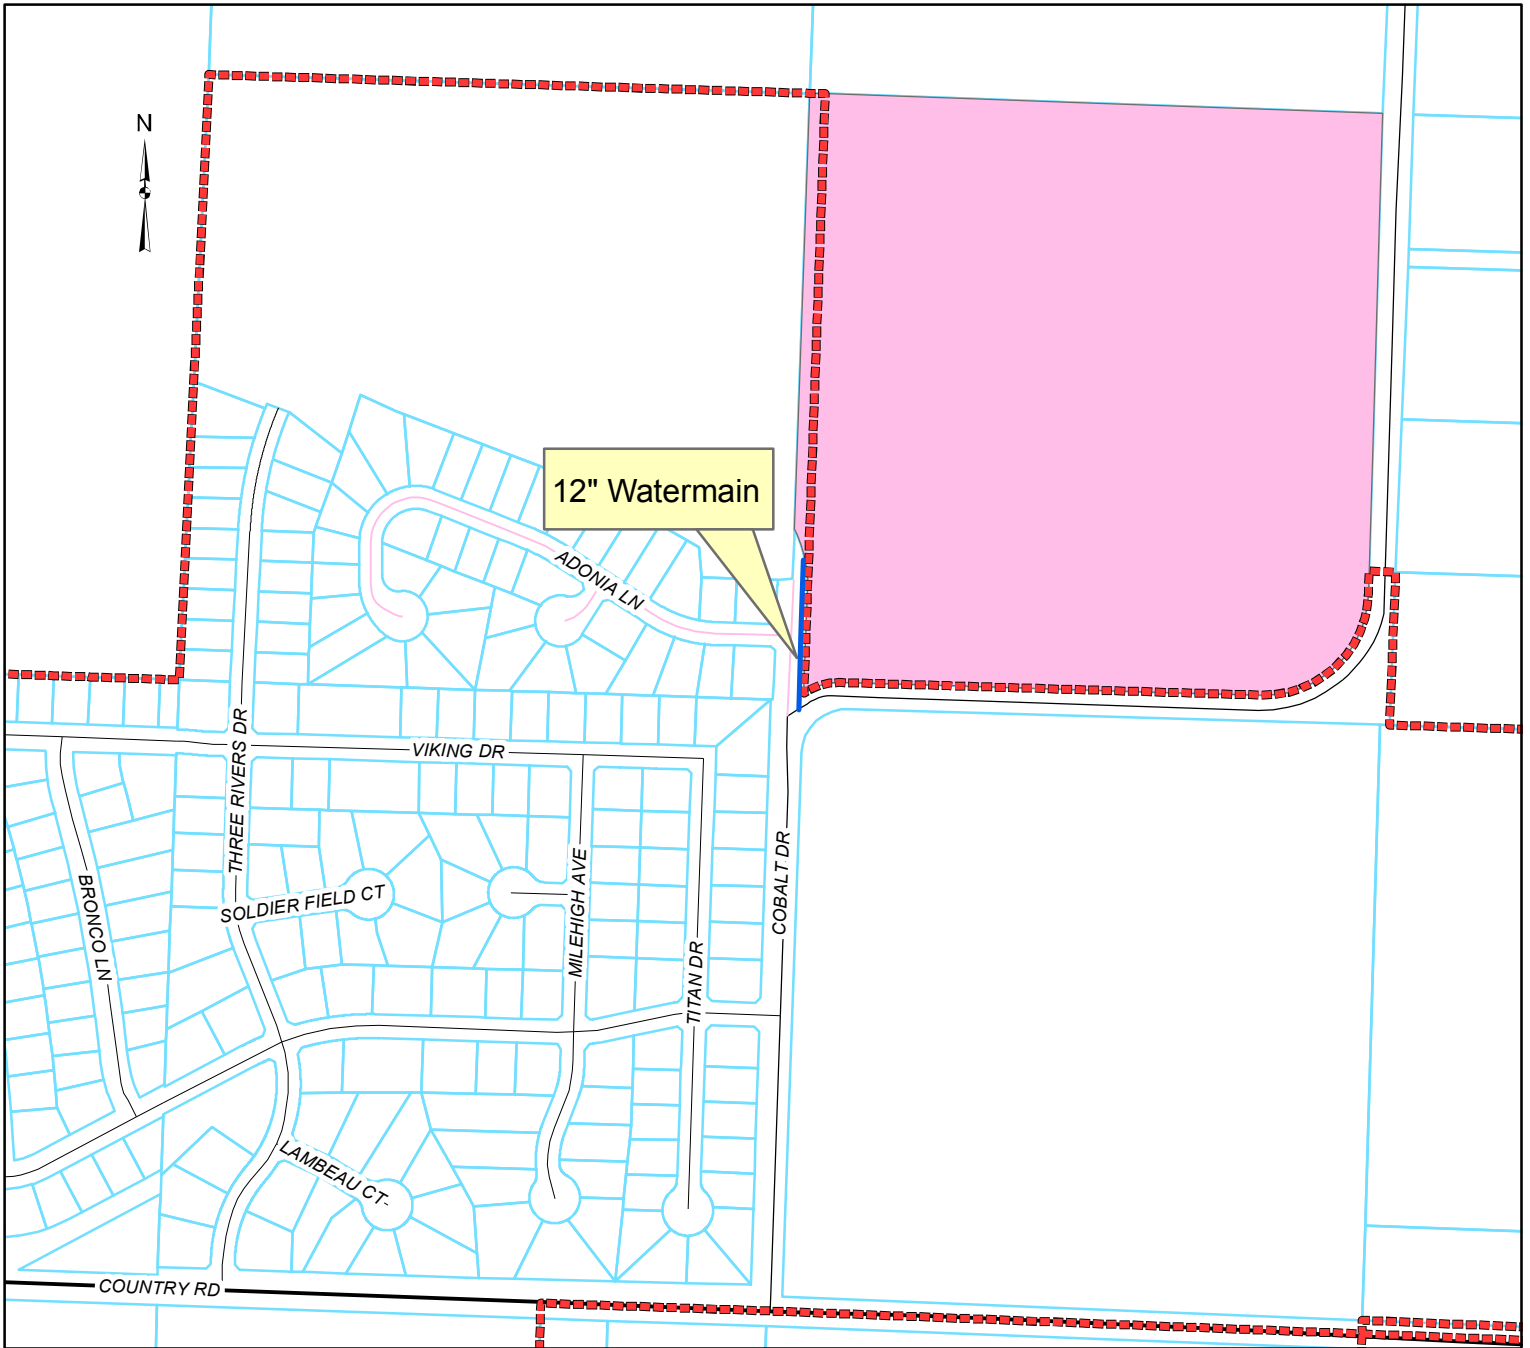 N
12" Watermain
ADONIA LN
VIKING DR
THREE RIVERS DR
SOLDIER FIELD CT
BRONCO LN
MILEHIGH AVE
TITAN DR
COBALT DR
LAMBEAU CT
COUNTRY RD